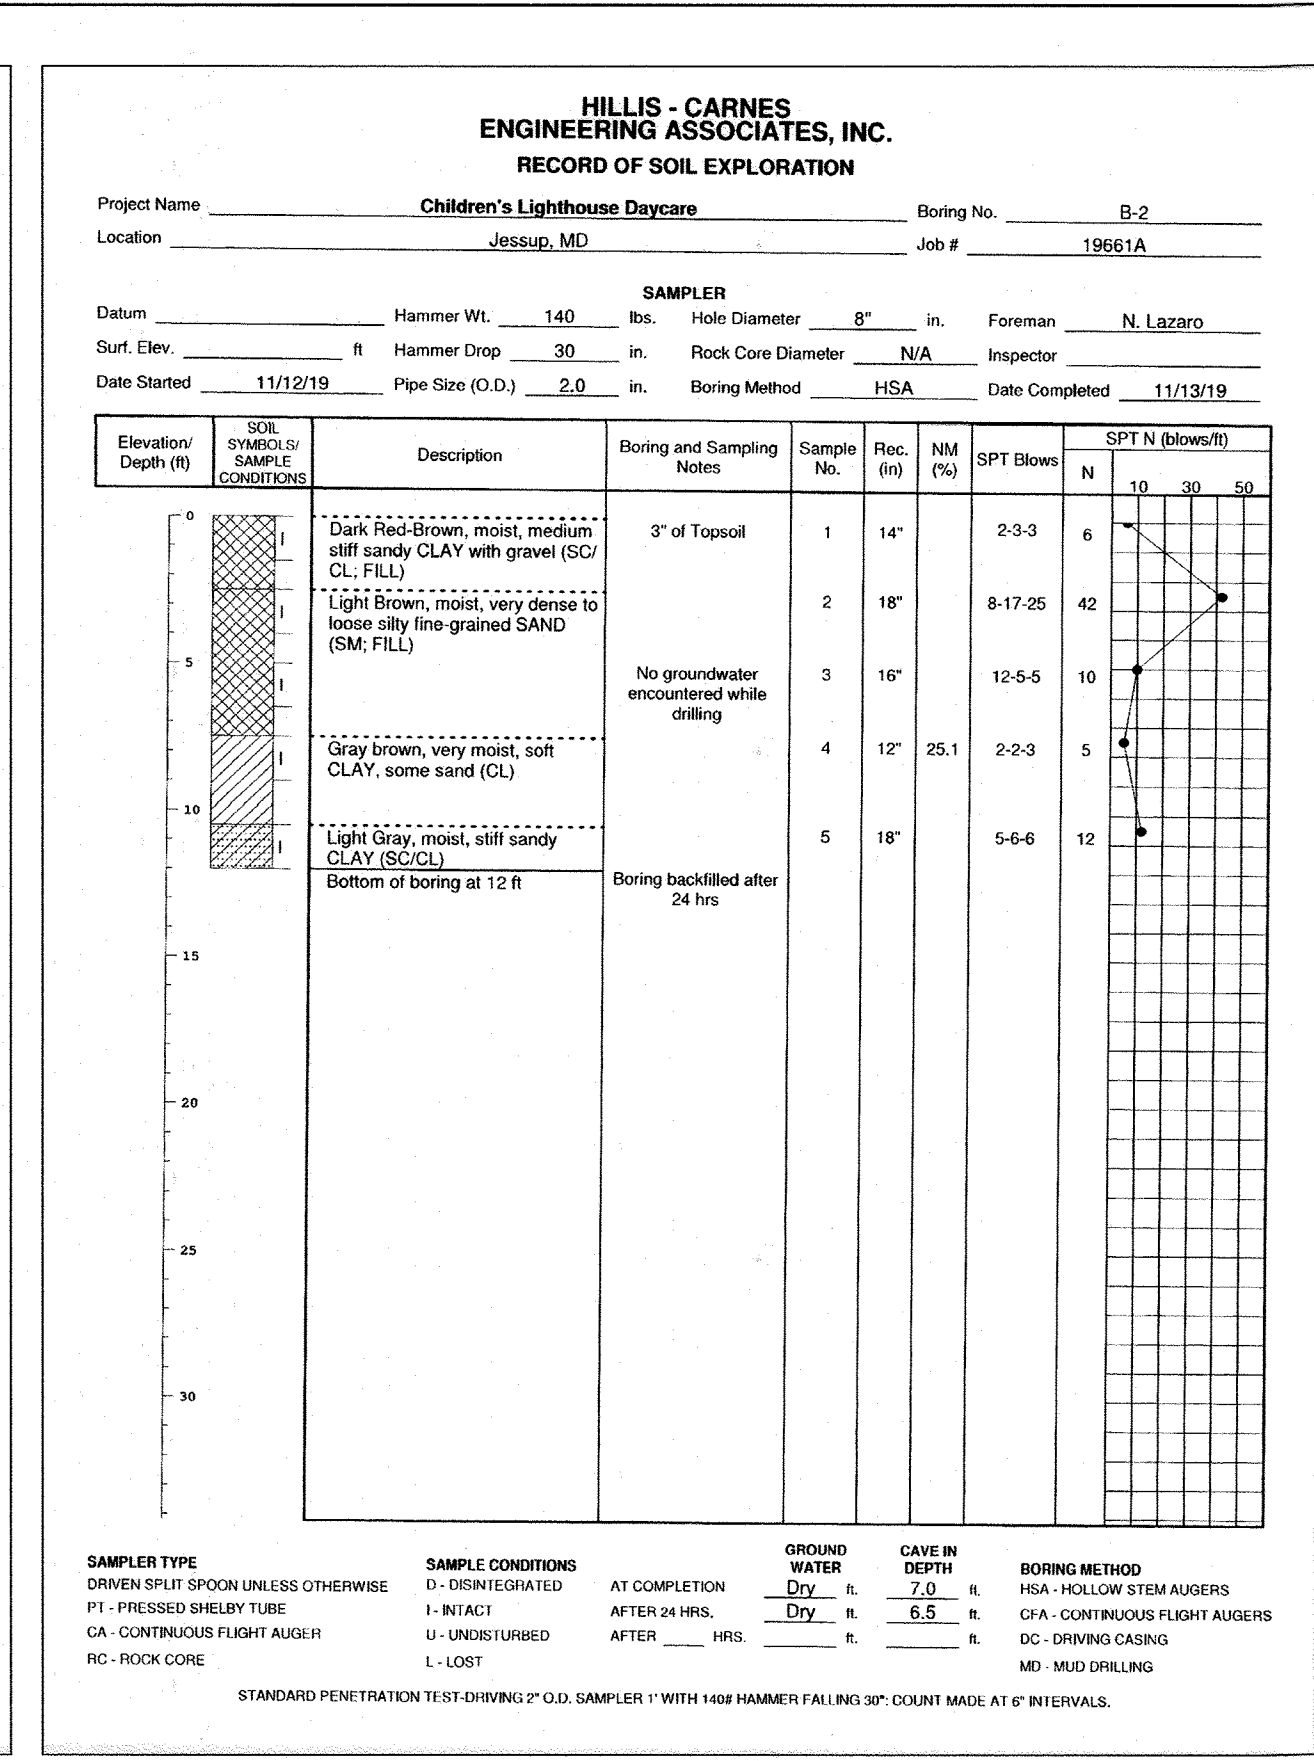 HILLIS - CARNES
ENGINEERING ASSOCIATES, INC.
RECORD OF SOIL EXPLORATION
Project Name Children's Lighthouse Daycare Boring No. B-2
Location Jessup, MD Job # 19661A
SAMPLER
Datum Hammer Wt. 140 lbs. Hole Diameter 8" in. Foreman N. Lazaro
Surf. Elev. ft Hammer Drop 30 in. Rock Core Diameter N/A Inspector
Date Started 11/12/19 Pipe Size (O.D.) 2.0 in. Boring Method HSA Date Completed 11/13/19
Elevation/
Depth (ft)
SOIL
SYMBOLS/
SAMPLE
CONDITIONS
Description
Boring and Sampling
Notes
Sample
No.
Rec.
(in)
NM
(%)
SPT Blows
SPT N (blows/ft)
N
10 30 50
0
I
Dark Red-Brown, moist, medium
stiff sandy CLAY with gravel (SC/
CL; FILL)
3" of Topsoil
1 14" 2-3-3 6
I
Light Brown, moist, very dense to
loose silty fine-grained SAND
(SM; FILL)
2 18" 8-17-25 42
5
I
No groundwater
encountered while
drilling
3 16" 12-5-5 10
I
Gray brown, very moist, soft
CLAY, some sand (CL)
4 12" 25.1 2-2-3 5
10
I
Light Gray, moist, stiff sandy
CLAY (SC/CL)
5 18" 5-6-6 12
Bottom of boring at 12 ft
Boring backfilled after
24 hrs
15
20
25
30
SAMPLER TYPE
DRIVEN SPLIT SPOON UNLESS OTHERWISE
PT - PRESSED SHELBY TUBE
CA - CONTINUOUS FLIGHT AUGER
RC - ROCK CORE
SAMPLE CONDITIONS
D - DISINTEGRATED
I - INTACT
U - UNDISTURBED
L - LOST
GROUND
WATER
CAVE IN
DEPTH
AT COMPLETION Dry ft. 7.0 ft.
AFTER 24 HRS. Dry ft. 6.5 ft.
AFTER HRS. ft. ft.
BORING METHOD
HSA - HOLLOW STEM AUGERS
CFA - CONTINUOUS FLIGHT AUGERS
DC - DRIVING CASING
MD - MUD DRILLING
STANDARD PENETRATION TEST-DRIVING 2" O.D. SAMPLER 1' WITH 140# HAMMER FALLING 30": COUNT MADE AT 6" INTERVALS.